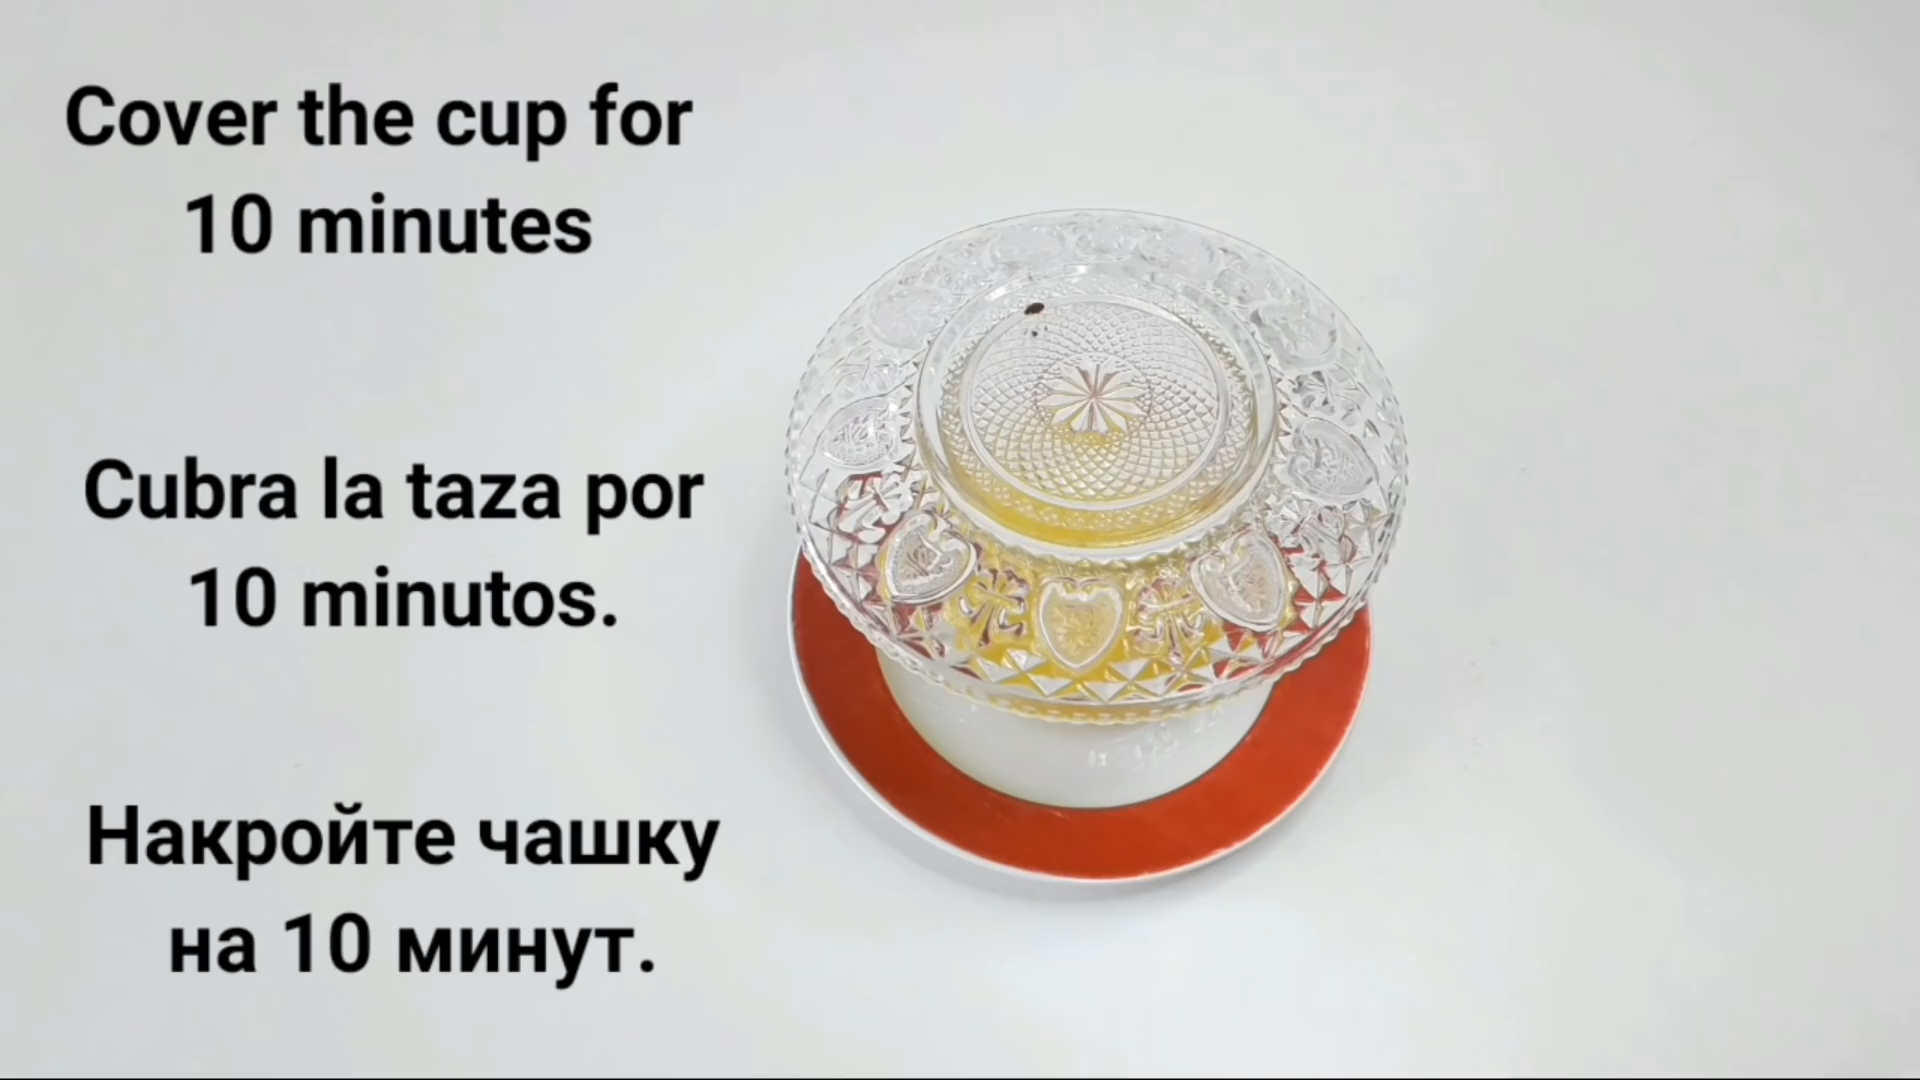 Cover the cup for
10 minutes
Cubra la taza por
10 minutos.
Накройте чашку
на 10 минут.